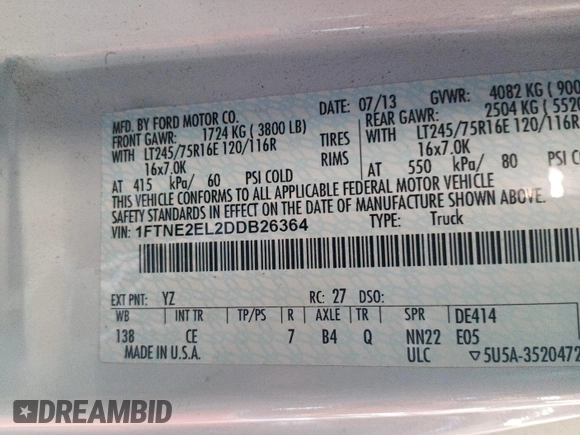 MFD. BY FORD MOTOR CO. DATE: 07/13 GVWR: 4082 KG ( 900
FRONT GAWR: 1724 KG ( 3800 LB) REAR GAWR: 2504 KG ( 5520
WITH LT245/75R16E 120/116R TIRES WITH LT245/75R16E 120/116R
16x7.0K RIMS 16x7.0K
AT 415 kPa/ 60 PSI COLD AT 550 kPa/ 80 PSI CO
THIS VEHICLE CONFORMS TO ALL APPLICABLE FEDERAL MOTOR VEHICLE
SAFETY STANDARDS IN EFFECT ON THE DATE OF MANUFACTURE SHOWN ABOVE.
VIN: 1FTNE2EL2DDB26364 TYPE: Truck
EXT PNT: YZ RC: 27 DSO:
WB INT TR TP/PS R AXLE TR SPR DE414
138 CE 7 B4 Q NN22 E05
MADE IN U.S.A. ULC ▽5U5A-3520472
DREAMBID